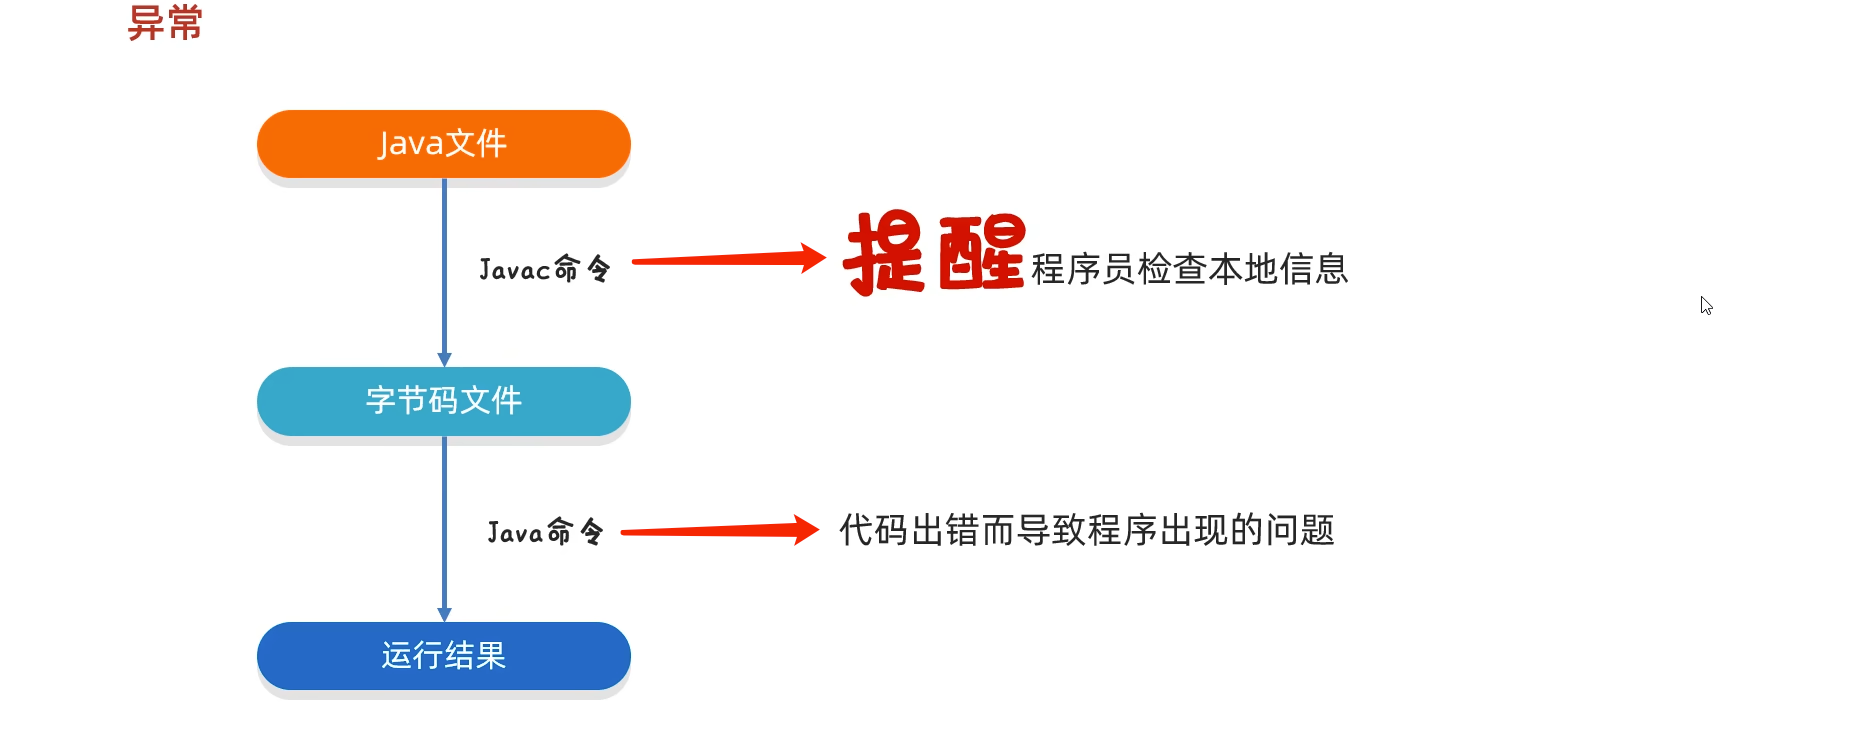 异常
Java文件
Javac命令
提醒程序员检查本地信息
字节码文件
Java命令
代码出错而导致程序出现的问题
运行结果